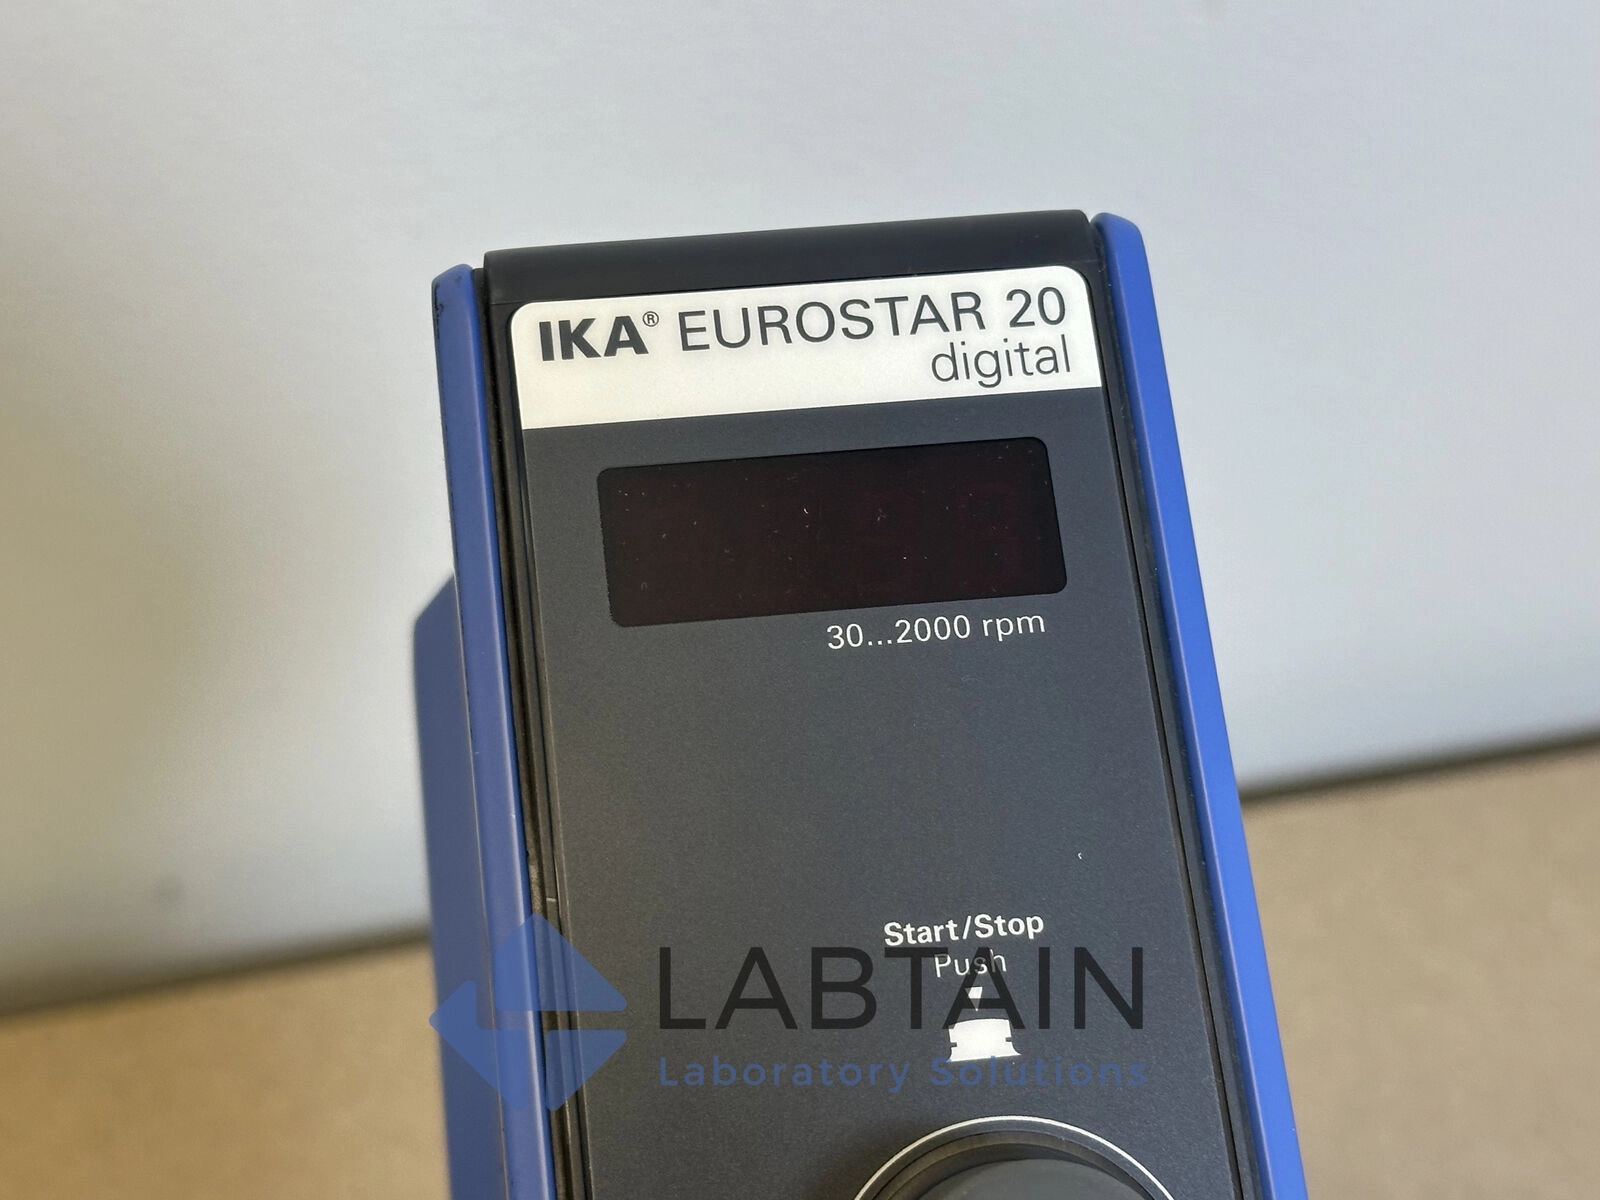 IKA® EUROSTAR 20
digital
30...2000 rpm
Start/Stop
Push
LABTAIN
Laboratory Solutions